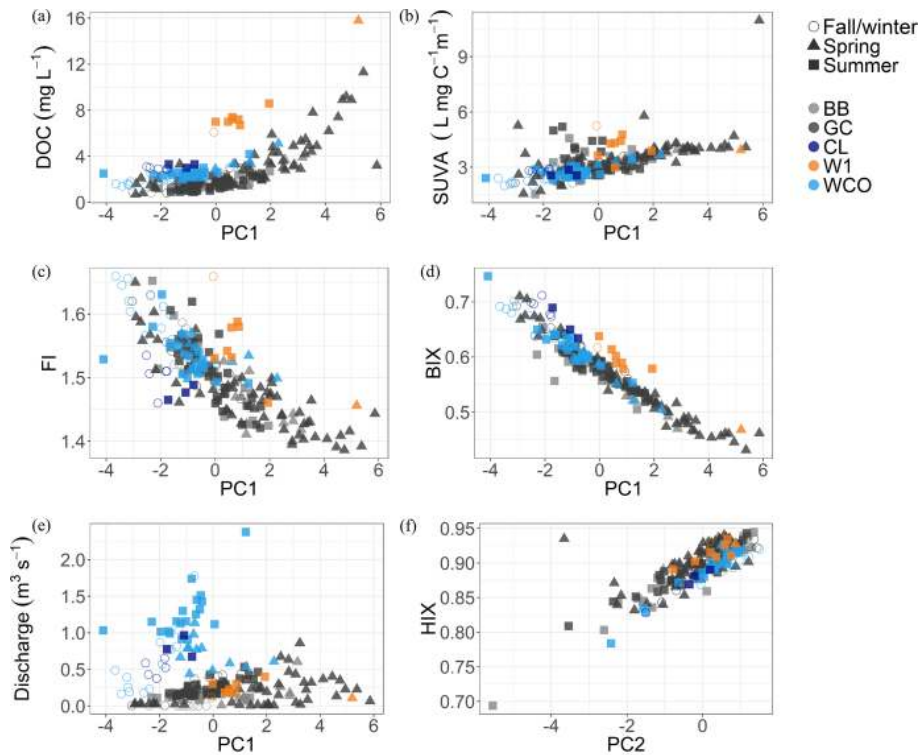 (a)
16
12
8
4
0
DOC (mg L⁻¹)
-4 -2 0 2 4 6
PC1
(b)
9
6
3
SUVA ( L mg C⁻¹m⁻¹)
-4 -2 0 2 4 6
PC1
Fall/winter
Spring
Summer
BB
GC
CL
W1
WCO
(c)
1.6
1.5
1.4
FI
-4 -2 0 2 4 6
PC1
(d)
0.7
0.6
0.5
BIX
-4 -2 0 2 4 6
PC1
(e)
2.0
1.5
1.0
0.5
0.0
Discharge (m³ s⁻¹)
-4 -2 0 2 4 6
PC1
(f)
0.95
0.90
0.85
0.80
0.75
0.70
HIX
-4 -2 0
PC2